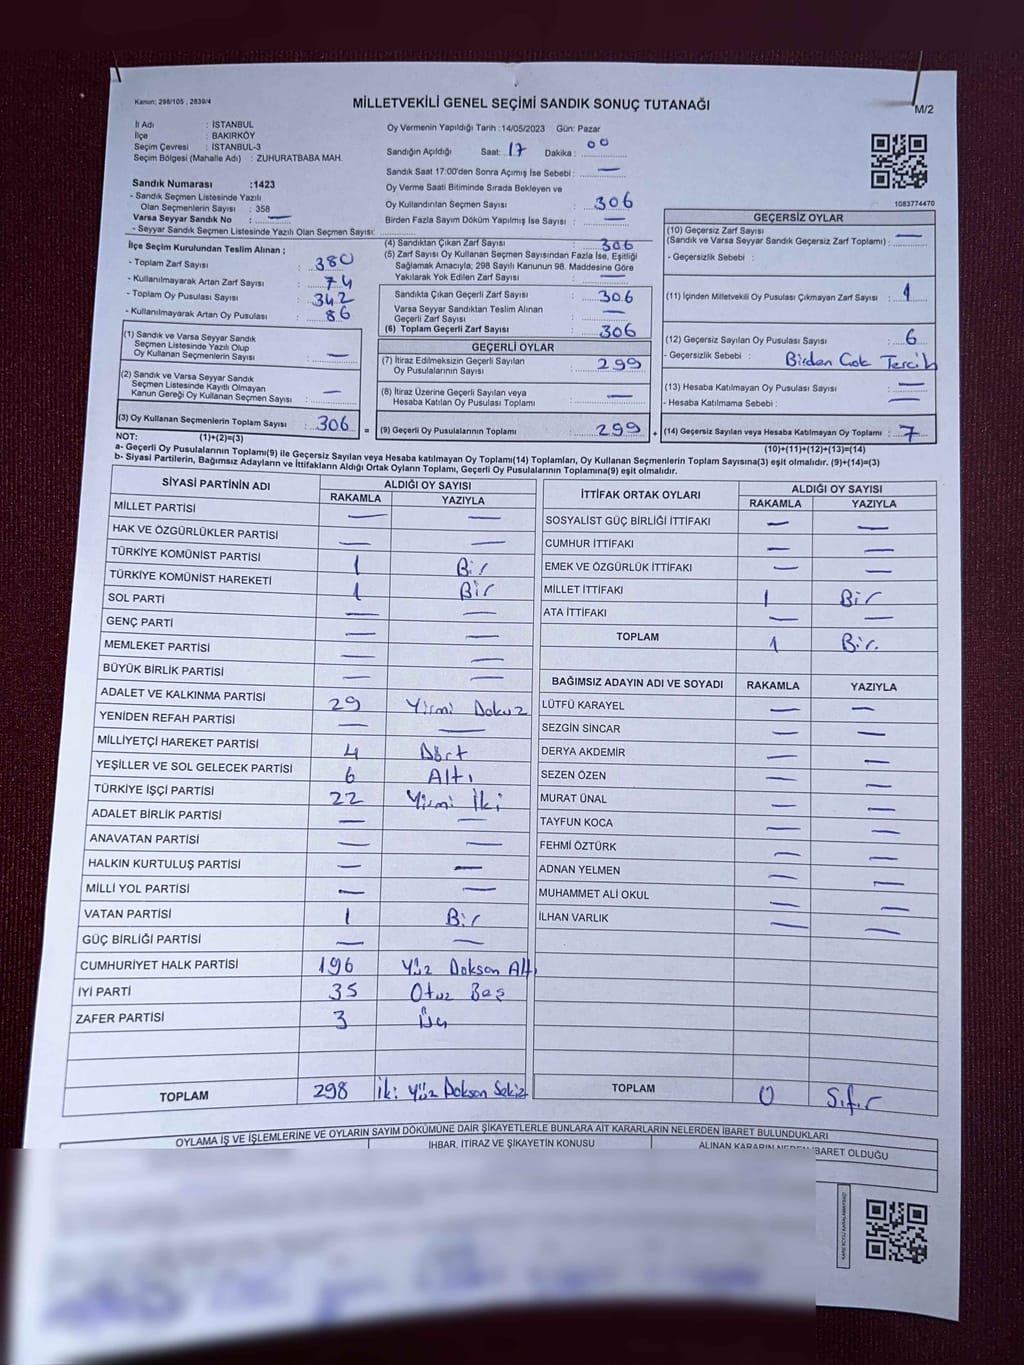 Kanun; 298/105 , 2839/4
MİLLETVEKİLİ GENEL SEÇİMİ SANDIK SONUÇ TUTANAĞI
M/2
İl Adı : İSTANBUL
İlçe : BAKIRKÖY
Seçim Çevresi : İSTANBUL-3
Seçim Bölgesi (Mahalle Adı) : ZUHURATBABA MAH.
Sandık Numarası :1423
- Sandık Seçmen Listesinde Yazılı
Olan Seçmenlerin Sayısı : 358
Varsa Seyyar Sandık No : —
- Seyyar Sandık Seçmen Listesinde Yazılı Olan Seçmen Sayısı:
Oy Vermenin Yapıldığı Tarih :14/05/2023 Gün: Pazar
Sandığın Açıldığı Saat: 17 Dakika : 00
Sandık Saat 17:00'den Sonra Açımış İse Sebebi : —
Oy Verme Saati Bitiminde Sırada Bekleyen ve
Oy Kullandırılan Seçmen Sayısı : 306
Birden Fazla Sayım Döküm Yapılmış İse Sayısı : —
1083774470
İlçe Seçim Kurulundan Teslim Alınan ;
- Toplam Zarf Sayısı : 380
- Kullanılmayarak Artan Zarf Sayısı : 74
- Toplam Oy Pusulası Sayısı : 342
- Kullanılmayarak Artan Oy Pusulası : 86
(1) Sandık ve Varsa Seyyar Sandık
Seçmen Listesinde Yazılı Olup
Oy Kullanan Seçmenlerin Sayısı : —
(2) Sandık ve Varsa Seyyar Sandık
Seçmen Listesinde Kayıtlı Olmayan
Kanun Gereği Oy Kullanan Seçmen Sayısı : —
(3) Oy Kullanan Seçmenlerin Toplam Sayısı : 306 =
(4) Sandıktan Çıkan Zarf Sayısı : 306
(5) Zarf Sayısı Oy Kullanan Seçmen Sayısından Fazla İse, Eşitliği
Sağlamak Amacıyla; 298 Sayılı Kanunun 98. Maddesine Göre
Yakılarak Yok Edilen Zarf Sayısı : —
Sandıkta Çıkan Geçerli Zarf Sayısı : 306
Varsa Seyyar Sandıktan Teslim Alınan
Geçerli Zarf Sayısı : —
(6) Toplam Geçerli Zarf Sayısı : 306
GEÇERLİ OYLAR
(7) İtiraz Edilmeksizin Geçerli Sayılan
Oy Pusulalarının Sayısı : 299
(8) İtiraz Üzerine Geçerli Sayılan veya
Hesaba Katılan Oy Pusulası Toplamı : —
(9) Geçerli Oy Pusulalarının Toplamı : 299 +
GEÇERSİZ OYLAR
(10) Geçersiz Zarf Sayısı
(Sandık ve Varsa Seyyar Sandık Geçersiz Zarf Toplamı) : —
- Geçersizlik Sebebi :
(11) İçinden Milletvekili Oy Pusulası Çıkmayan Zarf Sayısı : 1
(12) Geçersiz Sayılan Oy Pusulası Sayısı : 6
- Geçersizlik Sebebi : Birden Çok Tercih
(13) Hesaba Katılmayan Oy Pusulası Sayısı : —
- Hesaba Katılmama Sebebi : —
(14) Geçersiz Sayılan veya Hesaba Katılmayan Oy Toplamı : 7
NOT: (1)+(2)=(3)
(10)+(11)+(12)+(13)=(14)
a- Geçerli Oy Pusulalarının Toplamı(9) ile Geçersiz Sayılan veya Hesaba katılmayan Oy Toplamı(14) Toplamları, Oy Kullanan Seçmenlerin Toplam Sayısına(3) eşit olmalıdır. (9)+(14)=(3)
b- Siyasi Partilerin, Bağımsız Adayların ve İttifakların Aldığı Ortak Oyların Toplamı, Geçerli Oy Pusulalarının Toplamına(9) eşit olmalıdır.
SİYASİ PARTİNİN ADI ALDIĞI OY SAYISI
RAKAMLA YAZIYLA
MİLLET PARTİSİ — —
HAK VE ÖZGÜRLÜKLER PARTİSİ — —
TÜRKİYE KOMÜNİST PARTİSİ 1 Bir
TÜRKİYE KOMÜNİST HAREKETİ 1 Bir
SOL PARTİ — —
GENÇ PARTİ — —
MEMLEKET PARTİSİ — —
BÜYÜK BİRLİK PARTİSİ — —
ADALET VE KALKINMA PARTİSİ 29 Yirmi Dokuz
YENİDEN REFAH PARTİSİ — —
MİLLİYETÇİ HAREKET PARTİSİ 4 Dört
YEŞİLLER VE SOL GELECEK PARTİSİ 6 Altı
TÜRKİYE İŞÇİ PARTİSİ 22 Yirmi İki
ADALET BİRLİK PARTİSİ — —
ANAVATAN PARTİSİ — —
HALKIN KURTULUŞ PARTİSİ — —
MİLLİ YOL PARTİSİ — —
VATAN PARTİSİ 1 Bir
GÜÇ BİRLİĞİ PARTİSİ — —
CUMHURİYET HALK PARTİSİ 196 Yüz Doksan Altı
İYİ PARTİ 35 Otuz Beş
ZAFER PARTİSİ 3 Üç
TOPLAM 298 İki Yüz Doksan Sekiz
İTTİFAK ORTAK OYLARI ALDIĞI OY SAYISI
RAKAMLA YAZIYLA
SOSYALİST GÜÇ BİRLİĞİ İTTİFAKI — —
CUMHUR İTTİFAKI — —
EMEK VE ÖZGÜRLÜK İTTİFAKI — —
MİLLET İTTİFAKI 1 Bir
ATA İTTİFAKI — —
TOPLAM 1 Bir.
BAĞIMSIZ ADAYIN ADI VE SOYADI RAKAMLA YAZIYLA
LÜTFÜ KARAYEL — —
SEZGİN SİNCAR — —
DERYA AKDEMİR — —
SEZEN ÖZEN — —
MURAT ÜNAL — —
TAYFUN KOCA — —
FEHMİ ÖZTÜRK — —
ADNAN YELMEN — —
MUHAMMET ALİ OKUL — —
İLHAN VARLIK — —
TOPLAM 0 Sıfır
OYLAMA İŞ VE İŞLEMLERİNE VE OYLARIN SAYIM DÖKÜMÜNE DAİR ŞİKAYETLERLE BUNLARA AİT KARARLARIN NELERDEN İBARET BULUNDUKLARI
İHBAR, İTİRAZ VE ŞİKAYETİN KONUSU
ALINAN KARARIN NEDEN İBARET OLDUĞU